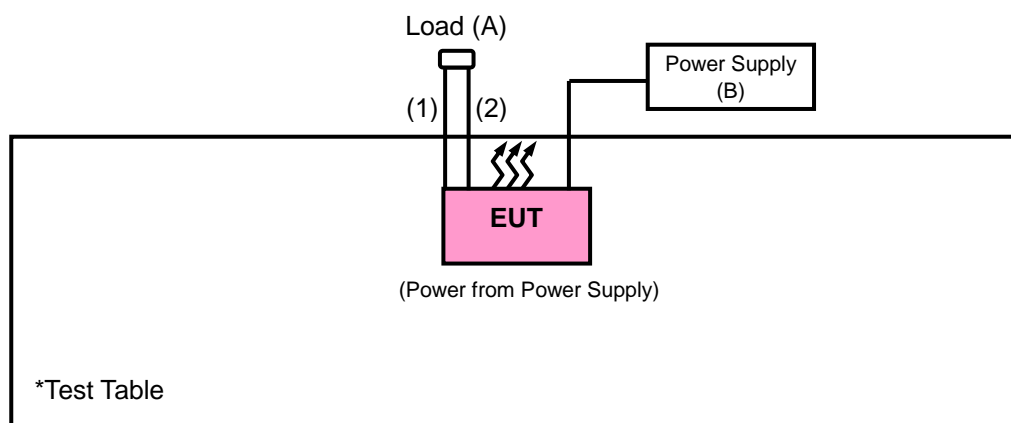 Load (A)
Power Supply
(B)
(1)
(2)
EUT
(Power from Power Supply)
*Test Table